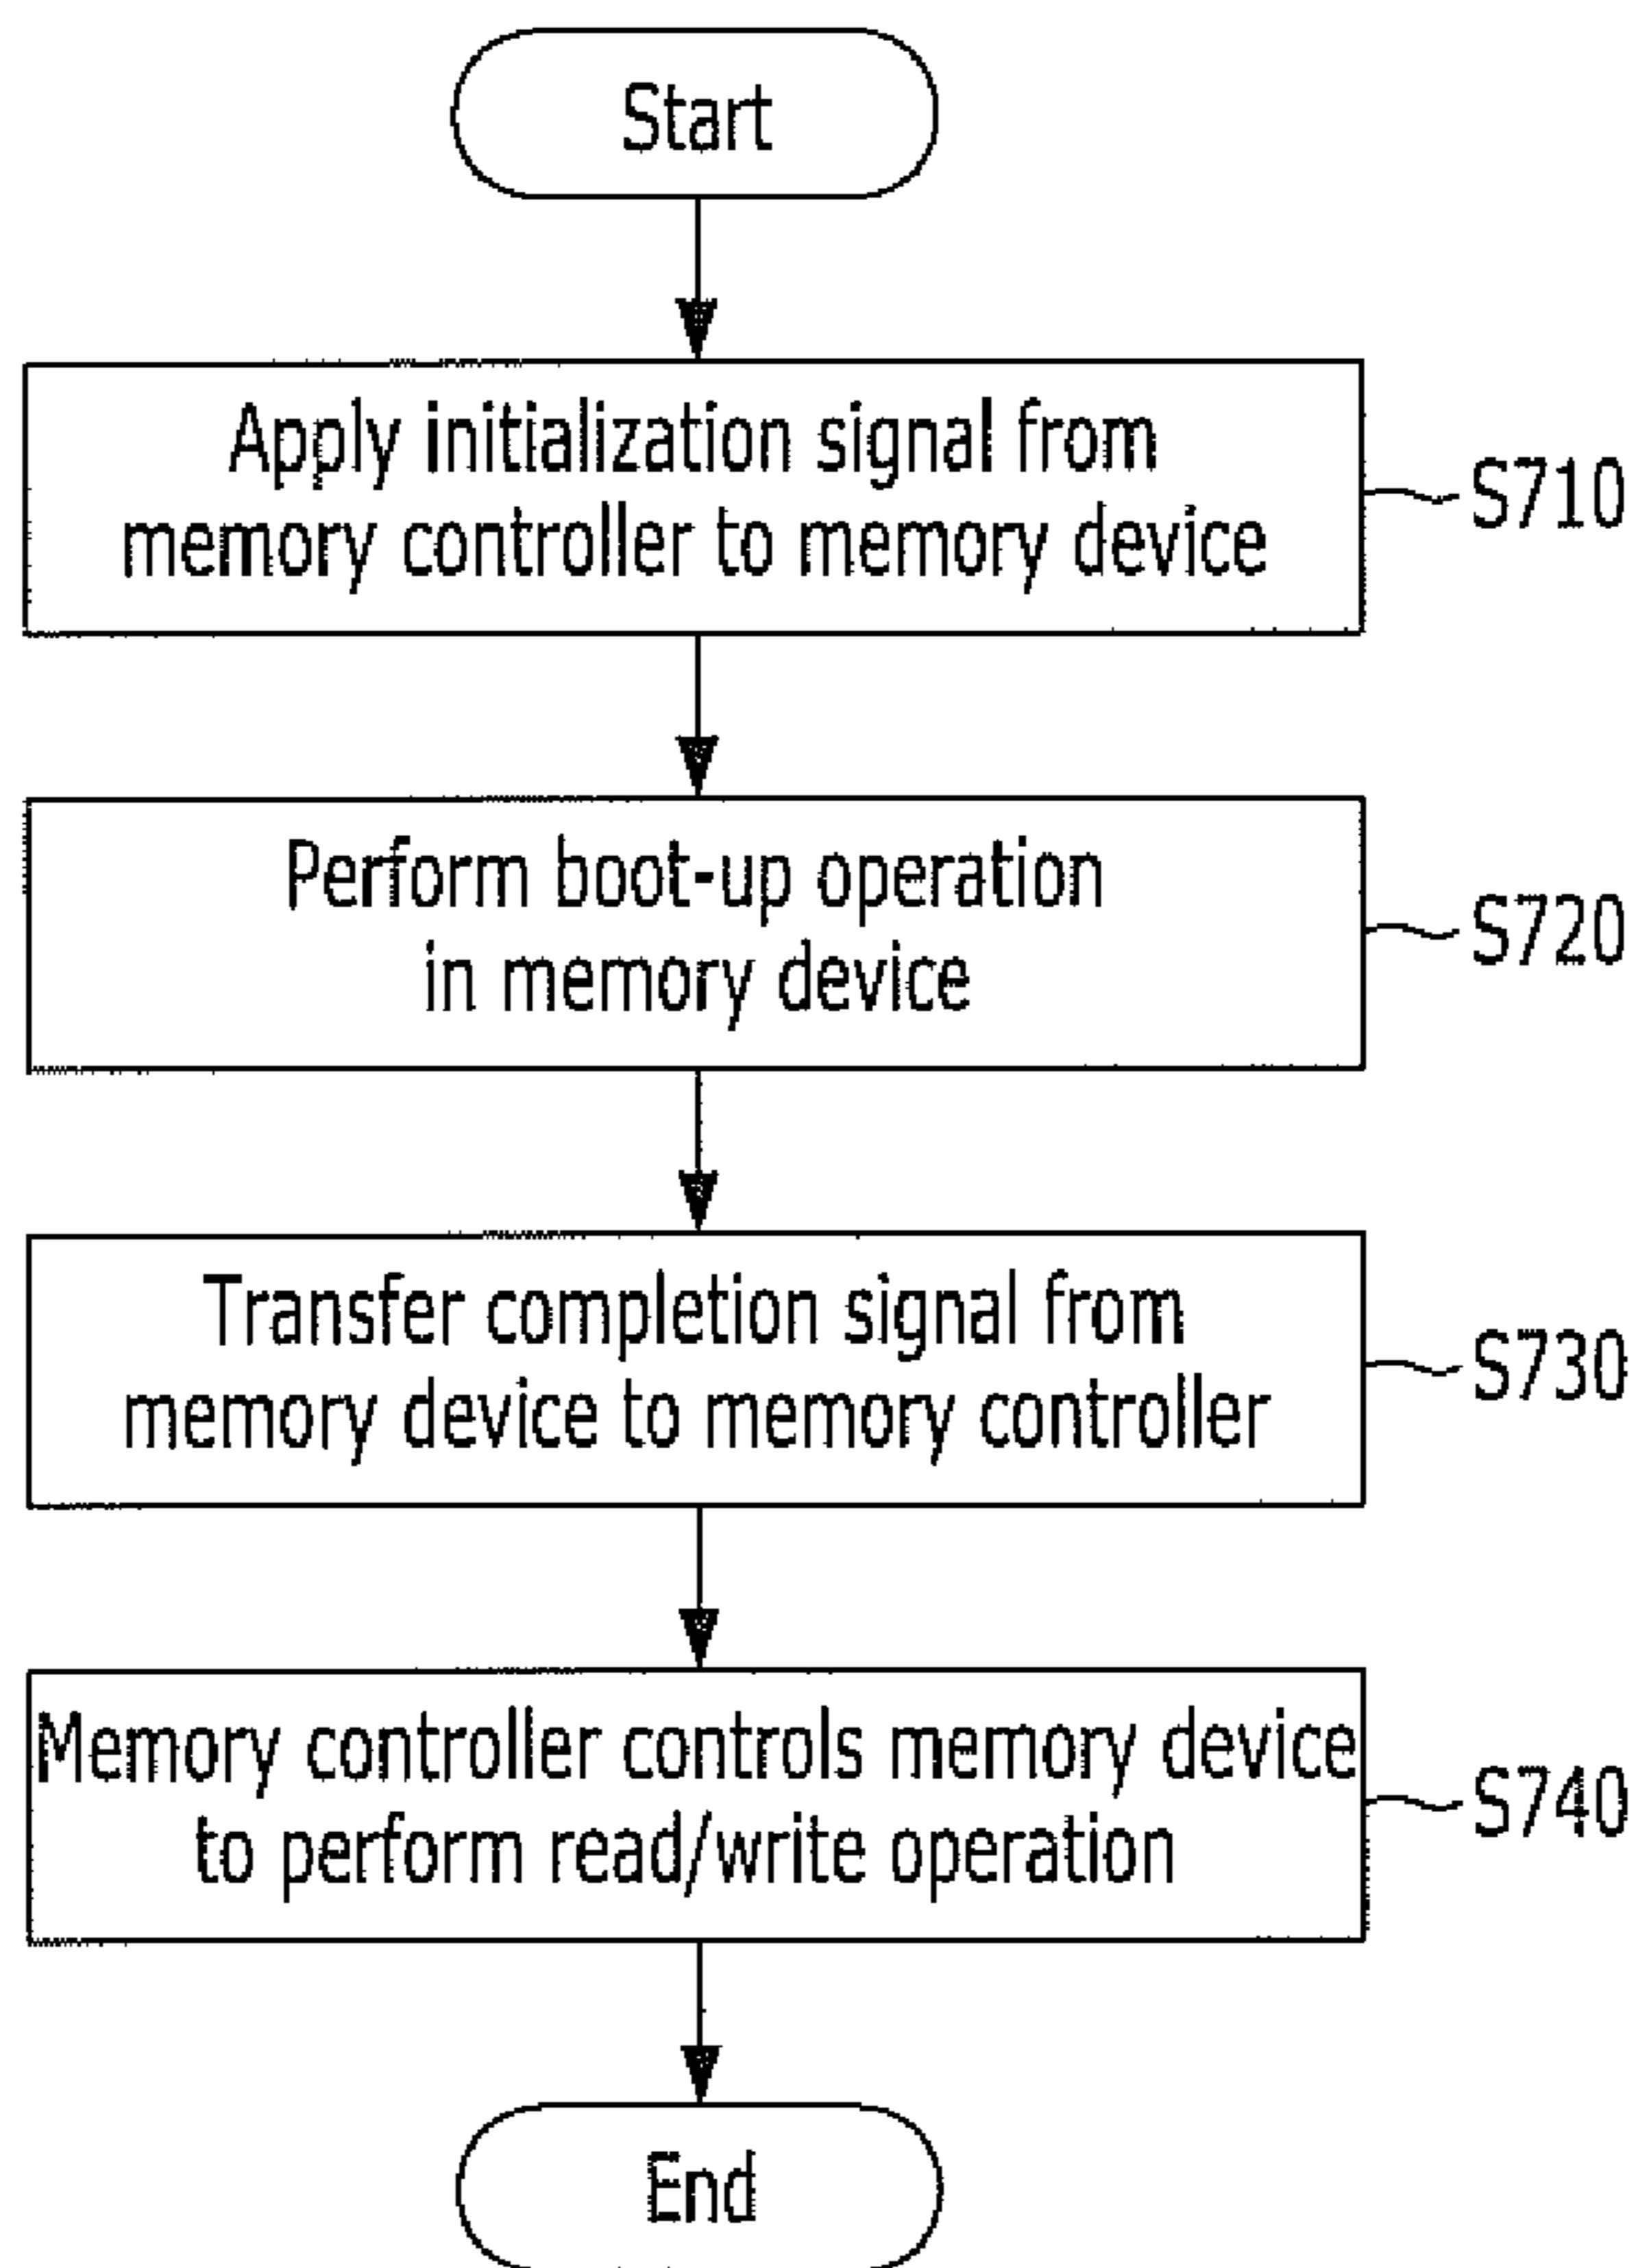 Start
Apply initialization signal from
memory controller to memory device
S710
Perform boot-up operation
in memory device
S720
Transfer completion signal from
memory device to memory controller
S730
Memory controller controls memory device
to perform read/write operation
S740
End